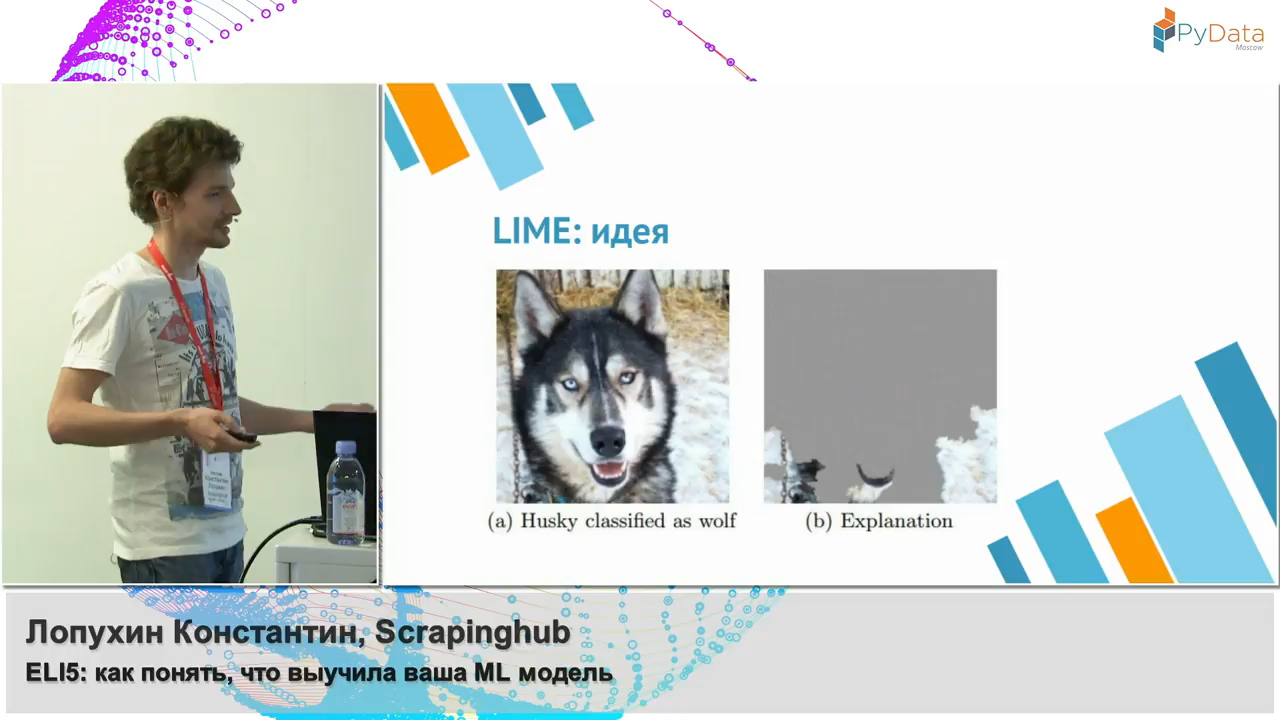 PyData
Moscow
LIME: идея
(a) Husky classified as wolf
(b) Explanation
Лопухин Константин, Scrapinghub
ELI5: как понять, что выучила ваша ML модель